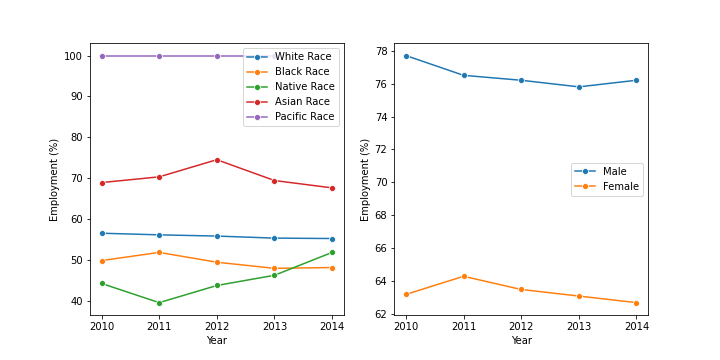 100
90
80
70
60
50
40
Employment (%)
2010 2011 2012 2013 2014
Year
White Race
Black Race
Native Race
Asian Race
Pacific Race
78
76
74
72
70
68
66
64
62
Employment (%)
2010 2011 2012 2013 2014
Year
Male
Female